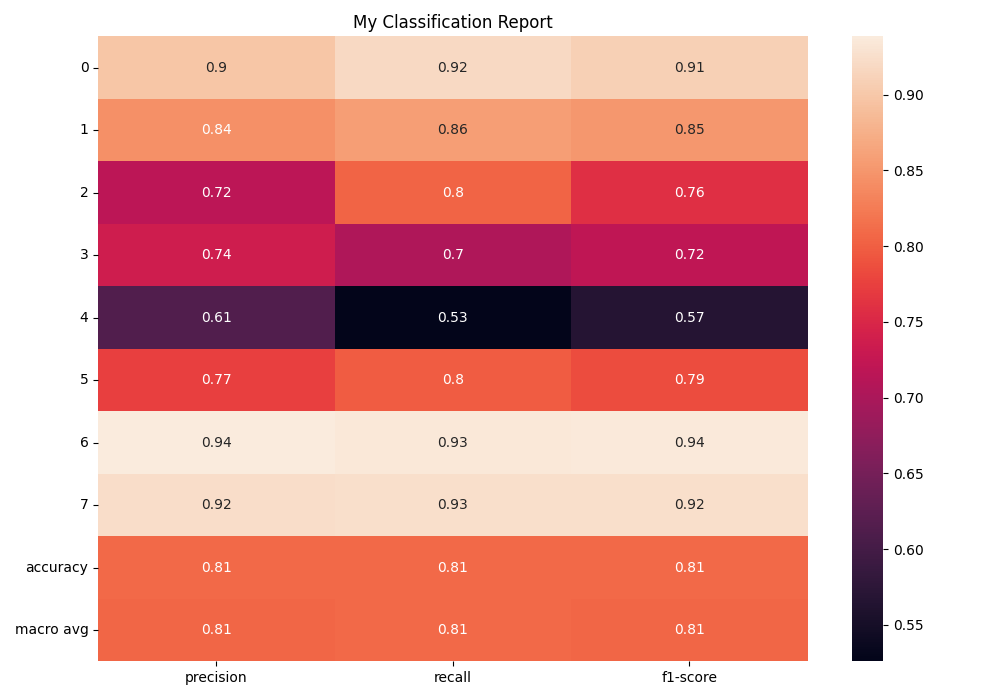 My Classification Report
0 0.9 0.92 0.91
1 0.84 0.86 0.85
2 0.72 0.8 0.76
3 0.74 0.7 0.72
4 0.61 0.53 0.57
5 0.77 0.8 0.79
6 0.94 0.93 0.94
7 0.92 0.93 0.92
accuracy 0.81 0.81 0.81
macro avg 0.81 0.81 0.81
precision recall f1-score
0.90
0.85
0.80
0.75
0.70
0.65
0.60
0.55